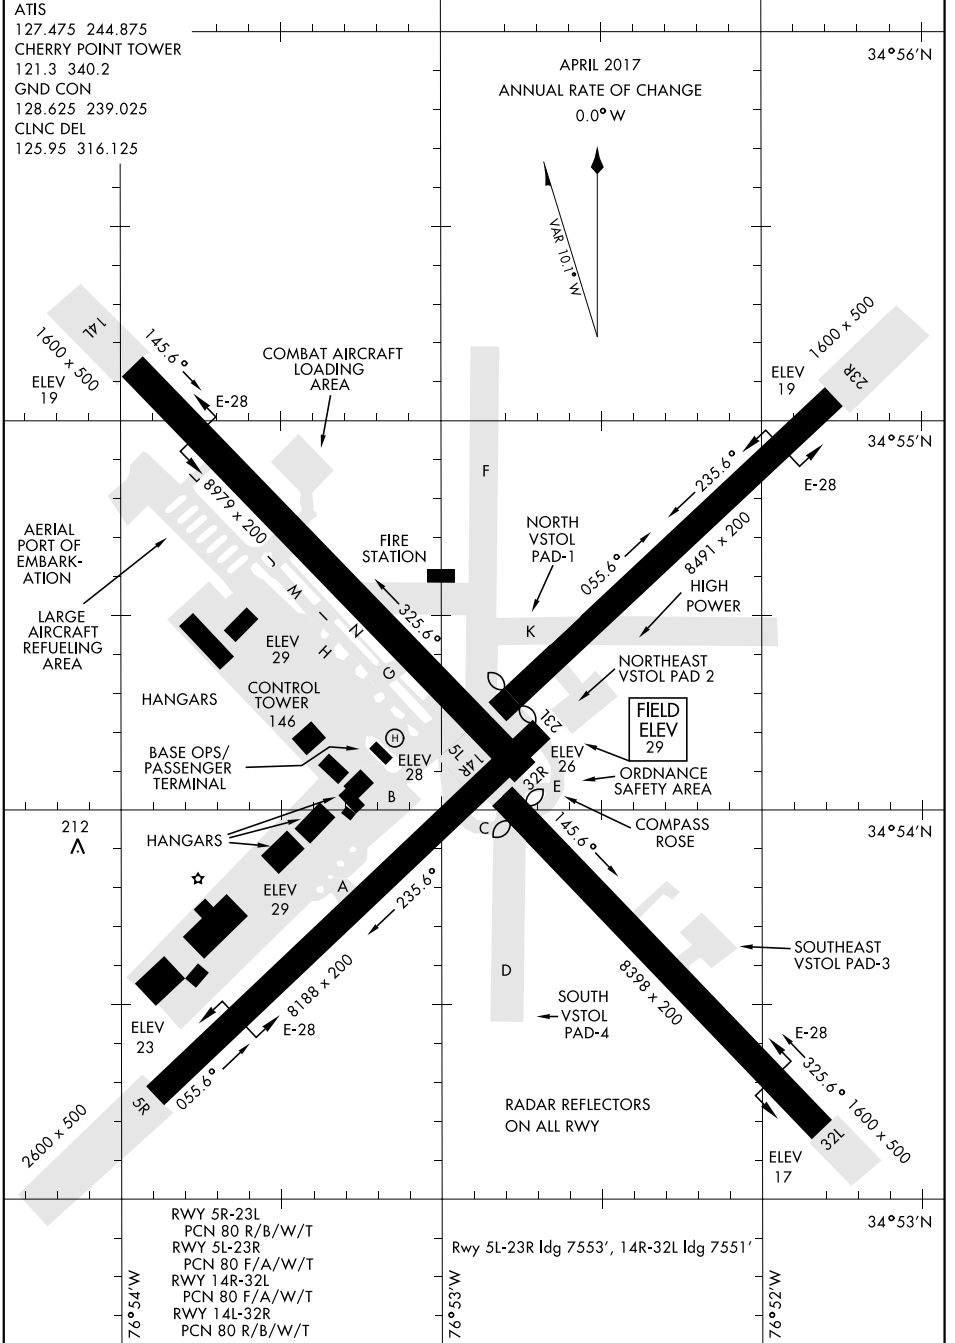 ATIS
127.475 244.875
CHERRY POINT TOWER
121.3 340.2
GND CON
128.625 239.025
CLNC DEL
125.95 316.125
34°56'N
APRIL 2017
ANNUAL RATE OF CHANGE
0.0° W
VAR 10.1° W
14L
1600 x 500
145.6°
ELEV
19
E-28
COMBAT AIRCRAFT
LOADING
AREA
1600 x 500
23R
ELEV
19
34°55'N
235.6°
E-28
F
8979 x 200
L
J
W
I
N
H
G
AERIAL
PORT OF
EMBARK-
ATION
FIRE
STATION
NORTH
VSTOL
PAD-1
055.6°
8491 x 200
HIGH
POWER
LARGE
AIRCRAFT
REFUELING
AREA
325.6°
K
ELEV
29
NORTHEAST
VSTOL PAD 2
HANGARS
CONTROL
TOWER
146
FIELD
ELEV
29
23L
H
5L
14R
BASE OPS/
PASSENGER
TERMINAL
ELEV
28
ELEV
26
32R
E
ORDNANCE
SAFETY AREA
B
212
HANGARS
C
145.6°
COMPASS
ROSE
34°54'N
ELEV
29
A
235.6°
SOUTHEAST
VSTOL PAD-3
D
8188 x 200
8398 x 200
SOUTH
VSTOL
PAD-4
ELEV
23
E-28
E-28
055.6°
5R
2600 x 500
325.6°
1600 x 500
RADAR REFLECTORS
ON ALL RWY
32L
ELEV
17
RWY 5R-23L
PCN 80 R/B/W/T
RWY 5L-23R
PCN 80 F/A/W/T
RWY 14R-32L
PCN 80 F/A/W/T
RWY 14L-32R
PCN 80 R/B/W/T
Rwy 5L-23R ldg 7553', 14R-32L ldg 7551'
34°53'N
76°54'W
76°53'W
76°52'W